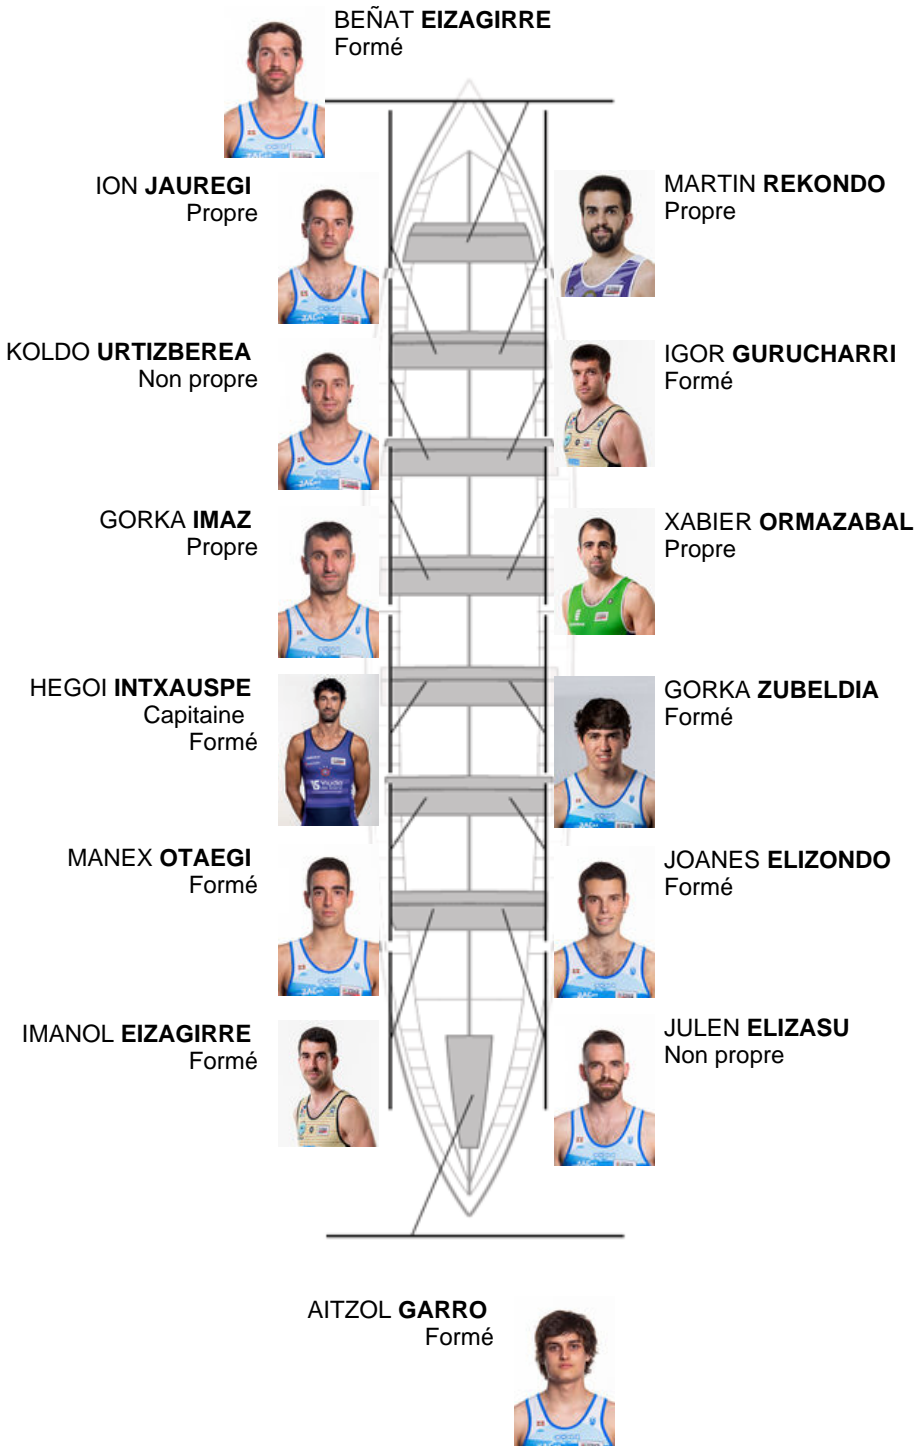 BEÑAT EIZAGIRRE
Formé
ION JAUREGI
Propre
MARTIN REKONDO
Propre
KOLDO URTIZBEREA
Non propre
IGOR GURUCHARRI
Formé
GORKA IMAZ
Propre
XABIER ORMAZABAL
Propre
HEGOI INTXAUSPE
Capitaine
Formé
GORKA ZUBELDIA
Formé
MANEX OTAEGI
Formé
JOANES ELIZONDO
Formé
IMANOL EIZAGIRRE
Formé
JULEN ELIZASU
Non propre
AITZOL GARRO
Formé